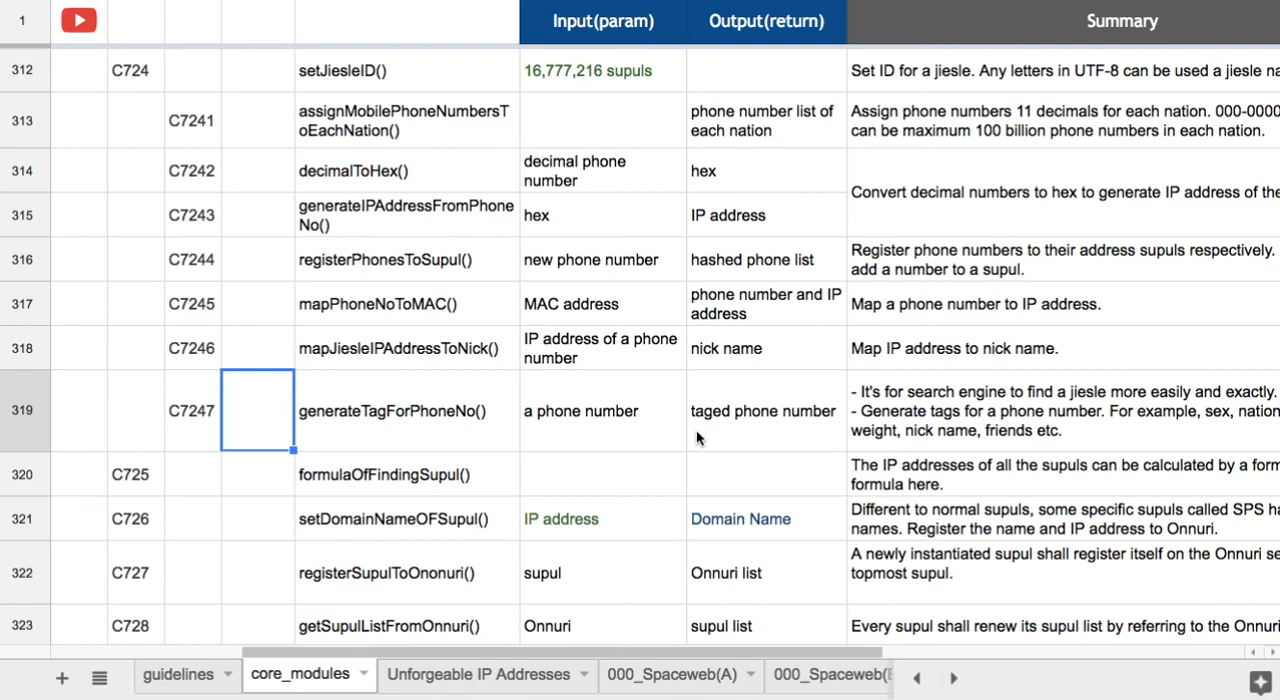 1 Input(param) Output(return) Summary
312 C724 setJiesleID() 16,777,216 supuls Set ID for a jiesle. Any letters in UTF-8 can be used a jiesle na
313 C7241 assignMobilePhoneNumbersT phone number list of Assign phone numbers 11 decimals for each nation. 000-0000
oEachNation() each nation can be maximum 100 billion phone numbers in each nation.
314 C7242 decimalToHex() decimal phone hex
number
Convert decimal numbers to hex to generate IP address of the
315 C7243 generateIPAddressFromPhone hex IP address
No()
316 C7244 registerPhonesToSupul() new phone number hashed phone list Register phone numbers to their address supuls respectively.
add a number to a supul.
317 C7245 mapPhoneNoToMAC() MAC address phone number and IP Map a phone number to IP address.
address
318 C7246 mapJiesleIPAddressToNick() IP address of a phone nick name Map IP address to nick name.
number
- It's for search engine to find a jiesle more easily and exactly.
319 C7247 generateTagForPhoneNo() a phone number taged phone number - Generate tags for a phone number. For example, sex, nation
weight, nick name, friends etc.
320 C725 formulaOfFindingSupul() The IP addresses of all the supuls can be calculated by a form
formula here.
321 C726 setDomainNameOFSupul() IP address Domain Name Different to normal supuls, some specific supuls called SPS ha
names. Register the name and IP address to Onnuri.
322 C727 registerSupulToOnonuri() supul Onnuri list A newly instantiated supul shall register itself on the Onnuri se
topmost supul.
323 C728 getSupulListFromOnnuri() Onnuri supul list Every supul shall renew its supul list by referring to the Onnuri
guidelines core_modules Unforgeable IP Addresses 000_Spaceweb(A) 000_Spaceweb(